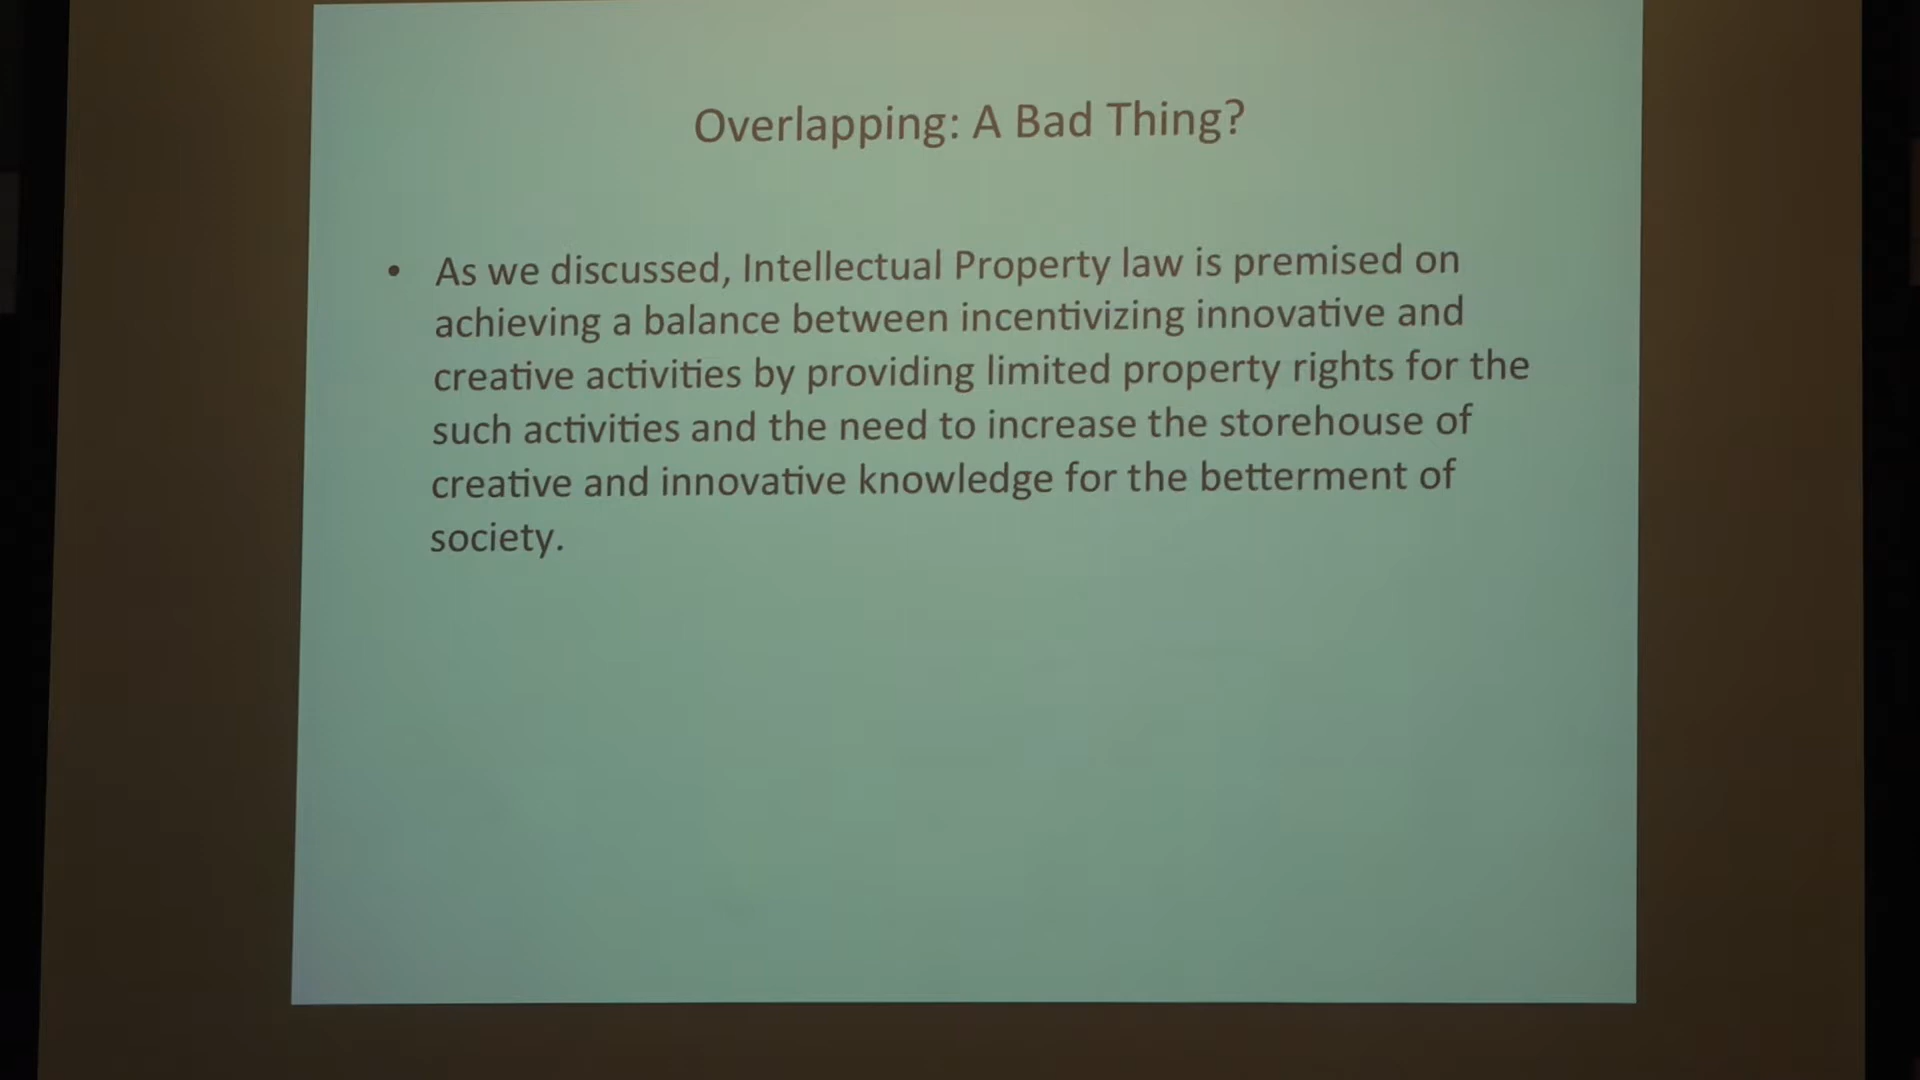 Overlapping: A Bad Thing?
• As we discussed, Intellectual Property law is premised on
achieving a balance between incentivizing innovative and
creative activities by providing limited property rights for the
such activities and the need to increase the storehouse of
creative and innovative knowledge for the betterment of
society.